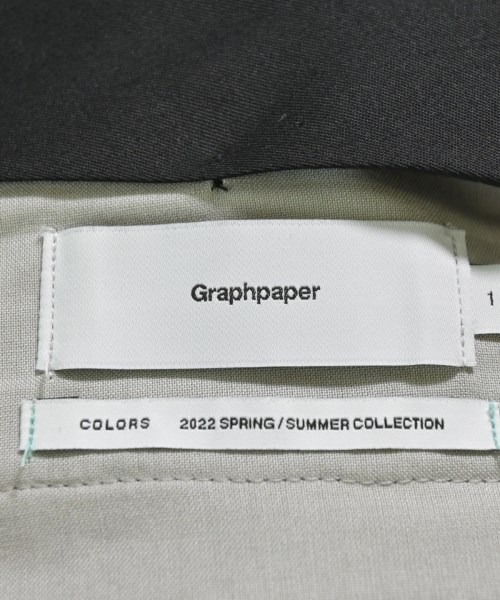 Graphpaper
1
COLORS 2022 SPRING/SUMMER COLLECTION